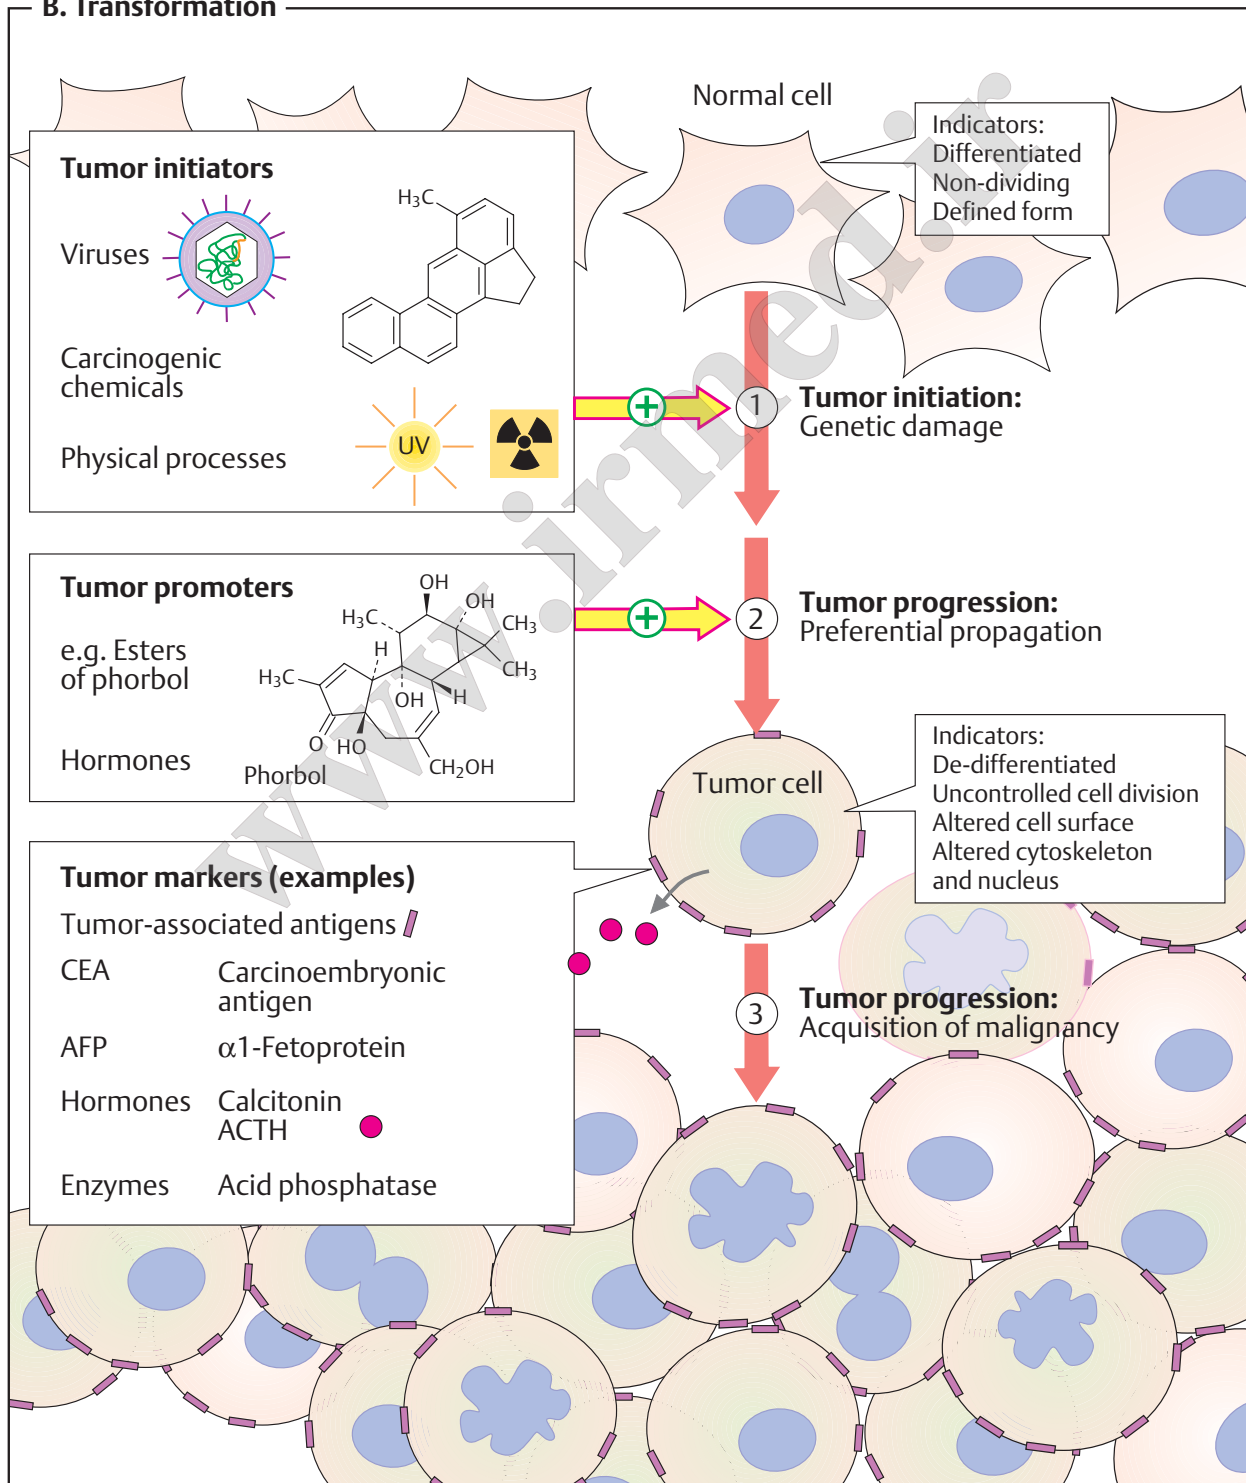 B. Transformation
Normal cell
Indicators:
Differentiated
Non-dividing
Defined form
Tumor initiators
Viruses
H₃C
Carcinogenic
chemicals
Physical processes
UV
+
1
Tumor initiation:
Genetic damage
Tumor promoters
e.g. Esters
of phorbol
Hormones
OH
OH
H₃C
CH₃
H
CH₃
H₃C
OH
H
O
HO
CH₂OH
Phorbol
+
2
Tumor progression:
Preferential propagation
Tumor cell
Indicators:
De-differentiated
Uncontrolled cell division
Altered cell surface
Altered cytoskeleton
and nucleus
Tumor markers (examples)
Tumor-associated antigens
CEA Carcinoembryonic
antigen
AFP α1-Fetoprotein
Hormones Calcitonin
ACTH
Enzymes Acid phosphatase
3
Tumor progression:
Acquisition of malignancy
www.irmed.ir